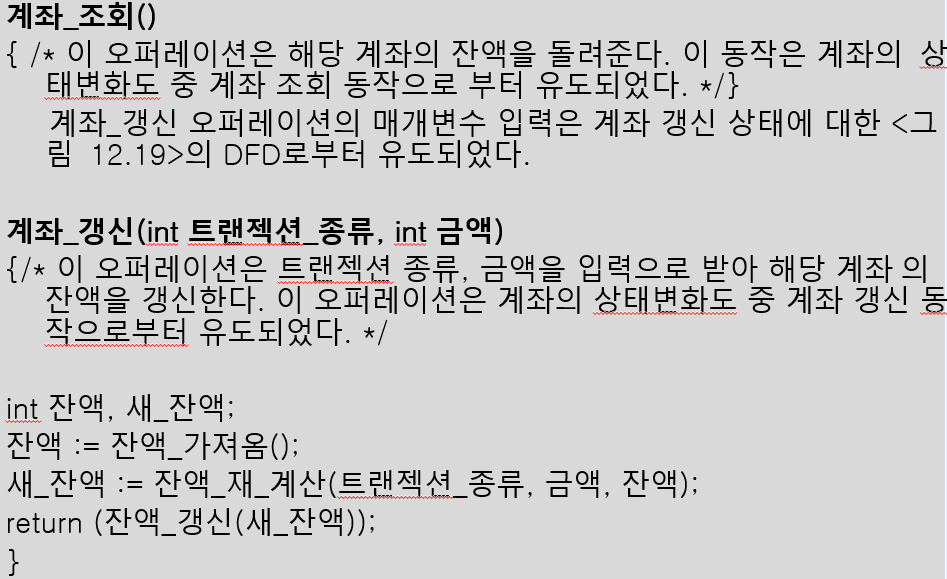 계좌_조회()
{ /* 이 오퍼레이션은 해당 계좌의 잔액을 돌려준다. 이 동작은 계좌의 상
태변화도 중 계좌 조회 동작으로 부터 유도되었다. */}
계좌_갱신 오퍼레이션의 매개변수 입력은 계좌 갱신 상태에 대한 <그
림 12.19>의 DFD로부터 유도되었다.
계좌_갱신(int 트랜젝션_종류, int 금액)
{/* 이 오퍼레이션은 트랜젝션 종류, 금액을 입력으로 받아 해당 계좌 의
잔액을 갱신한다. 이 오퍼레이션은 계좌의 상태변화도 중 계좌 갱신 동
작으로부터 유도되었다. */
int 잔액, 새_잔액;
잔액 := 잔액_가져옴();
새_잔액 := 잔액_재_계산(트랜젝션_종류, 금액, 잔액);
return (잔액_갱신(새_잔액));
}